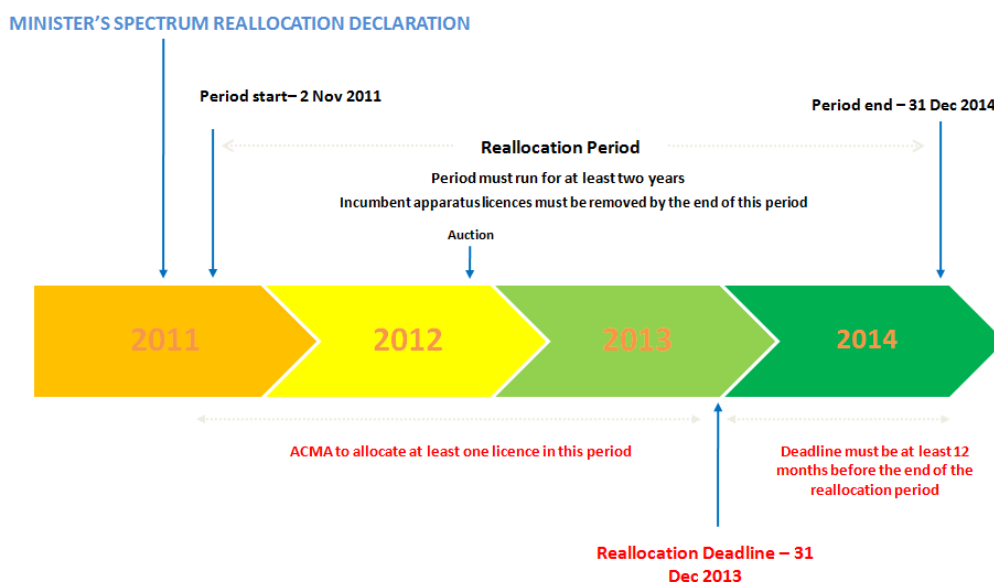 MINISTER'S SPECTRUM REALLOCATION DECLARATION
Period start– 2 Nov 2011
Period end – 31 Dec 2014
Reallocation Period
Period must run for at least two years
Incumbent apparatus licences must be removed by the end of this period
Auction
2011
2012
2013
2014
ACMA to allocate at least one licence in this period
Deadline must be at least 12
months before the end of the
reallocation period
Reallocation Deadline – 31
Dec 2013